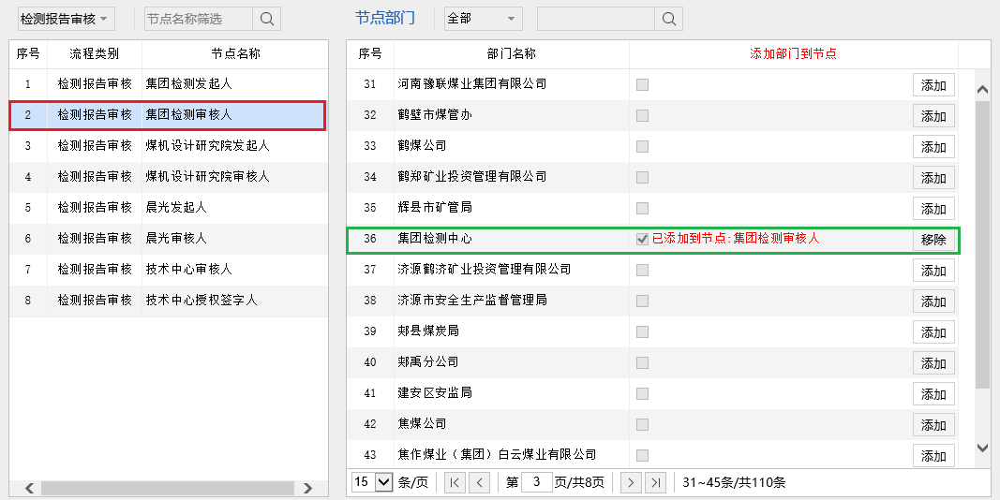 检测报告审核 节点名称筛选 节点部门 全部
序号 流程类别 节点名称
1 检测报告审核 集团检测发起人
2 检测报告审核 集团检测审核人
3 检测报告审核 煤机设计研究院发起人
4 检测报告审核 煤机设计研究院审核人
5 检测报告审核 晨光发起人
6 检测报告审核 晨光审核人
7 检测报告审核 技术中心审核人
8 检测报告审核 技术中心授权签字人
序号 部门名称 添加部门到节点
31 河南豫联煤业集团有限公司 添加
32 鹤壁市煤管办 添加
33 鹤煤公司 添加
34 鹤郑矿业投资管理有限公司 添加
35 辉县市矿管局 添加
36 集团检测中心 已添加到节点:集团检测审核人 移除
37 济源鹤济矿业投资管理有限公司 添加
38 济源市安全生产监督管理局 添加
39 郏县煤炭局 添加
40 郏禹分公司 添加
41 建安区安监局 添加
42 焦煤公司 添加
43 焦作煤业（集团）白云煤业有限公司 添加
15 条/页 第 3 页/共8页 31~45条/共110条